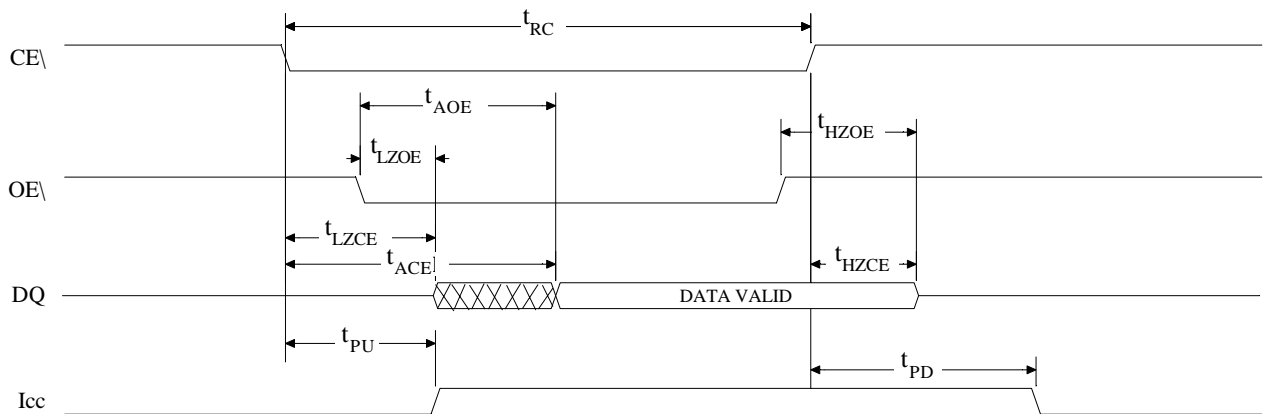 tRC
CE\
tAOE
tHZOE
tLZOE
OE\
tLZCE
tHZCE
tACE
DQ
DATA VALID
tPU
tPD
Icc